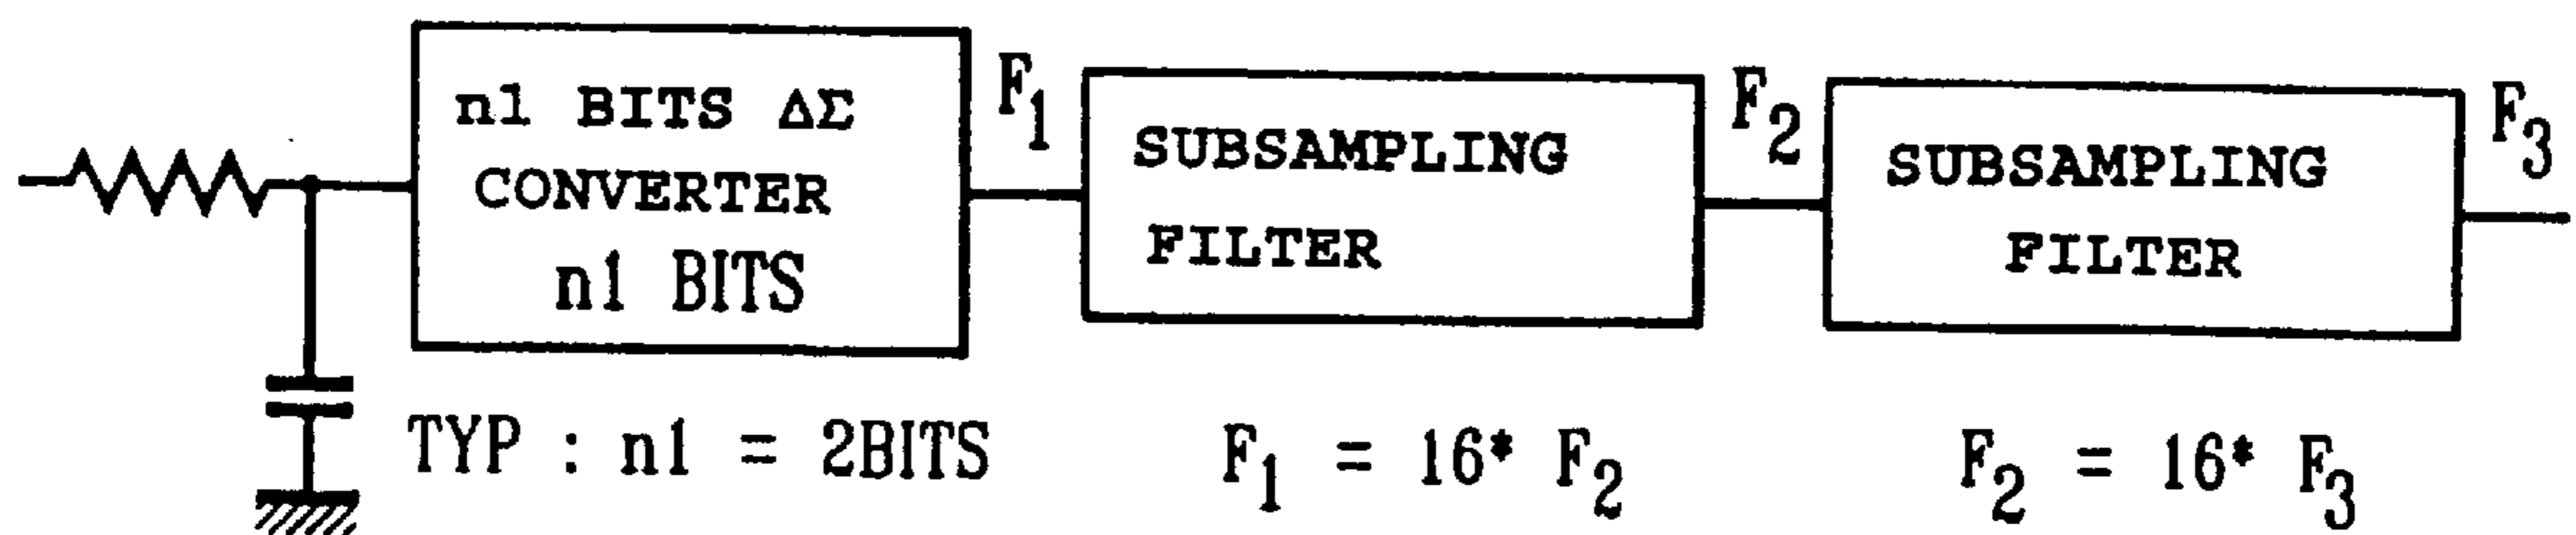 n1 BITS ΔΣ
CONVERTER
n1 BITS
F1
SUBSAMPLING
FILTER
F2
SUBSAMPLING
FILTER
F3
TYP : n1 = 2BITS
F1 = 16* F2
F2 = 16* F3